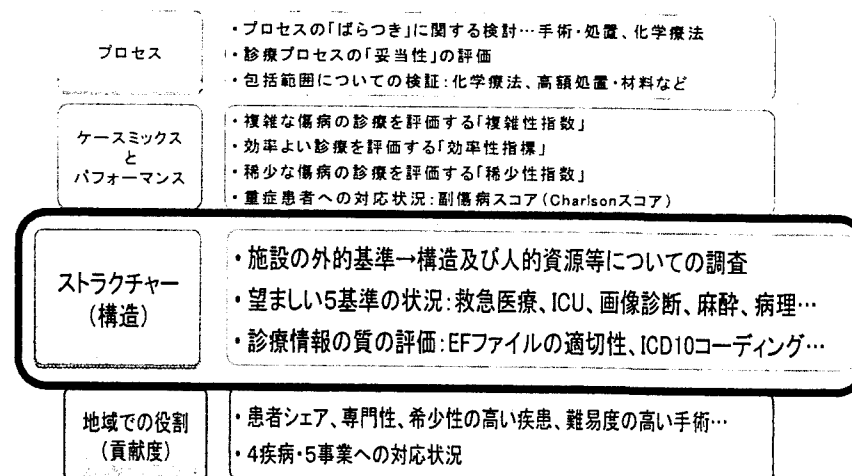 プロセス
・プロセスの「ばらつき」に関する検討…手術・処置、化学療法
・診療プロセスの「妥当性」の評価
・包括範囲についての検証:化学療法、高額処置・材料など
ケースミックス
と
パフォーマンス
・複雑な傷病の診療を評価する「複雑性指数」
・効率よい診療を評価する「効率性指標」
・稀少な傷病の診療を評価する「稀少性指数」
・重症患者への対応状況:副傷病スコア(Charlsonスコア)
ストラクチャー
(構造)
・施設の外的基準→構造及び人的資源等についての調査
・望ましい5基準の状況:救急医療、ICU、画像診断、麻酔、病理…
・診療情報の質の評価:EFファイルの適切性、ICD10コーディング…
地域での役割
(貢献度)
・患者シェア、専門性、希少性の高い疾患、難易度の高い手術…
・4疾病・5事業への対応状況